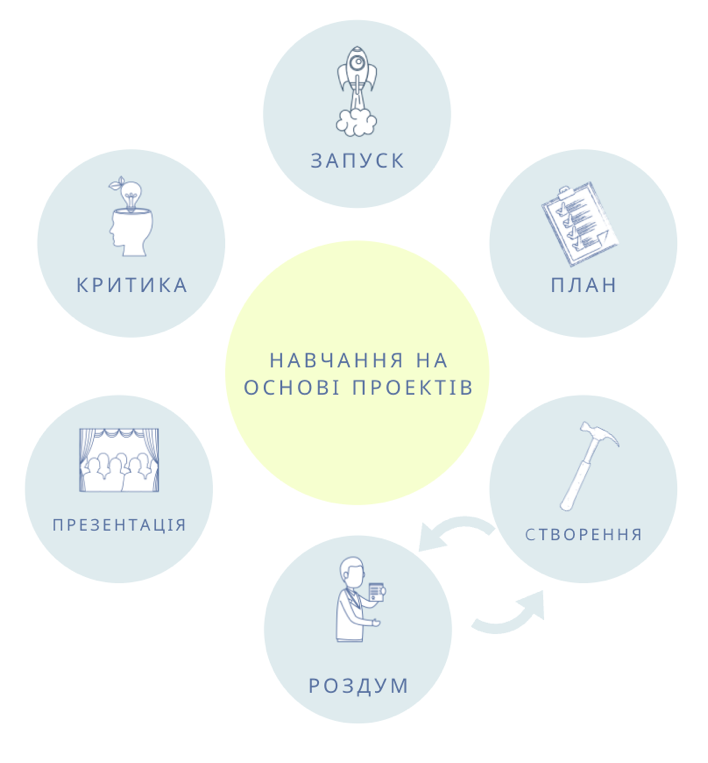 ЗАПУСК
КРИТИКА
ПЛАН
НАВЧАННЯ НА
ОСНОВІ ПРОЕКТІВ
ПРЕЗЕНТАЦІЯ
СТВОРЕННЯ
РОЗДУМ